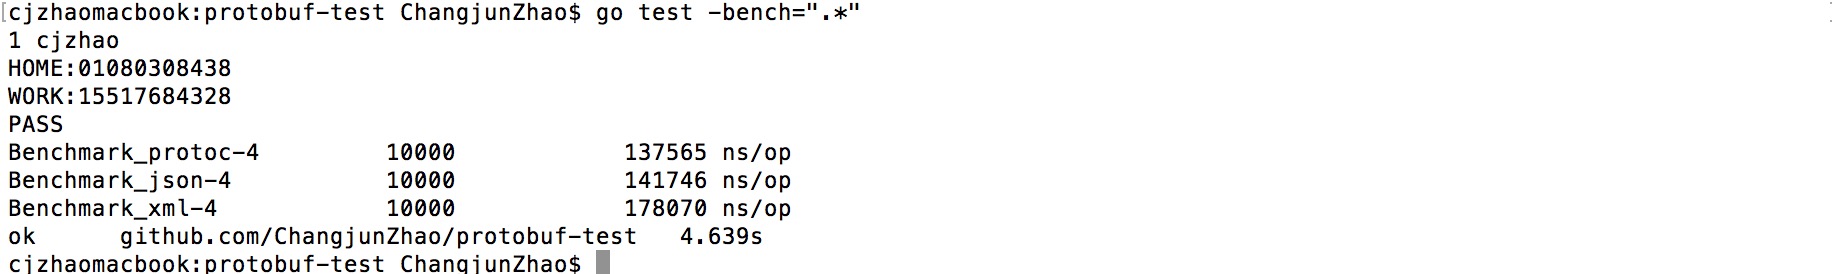 [cjzhaomacbook:protobuf-test ChangjunZhao$ go test -bench=".*"
1 cjzhao
HOME:01080308438
WORK:15517684328
PASS
Benchmark_protoc-4         10000            137565 ns/op
Benchmark_json-4           10000            141746 ns/op
Benchmark_xml-4            10000            178070 ns/op
ok      github.com/ChangjunZhao/protobuf-test   4.639s
cjzhaomacbook:protobuf-test ChangjunZhao$